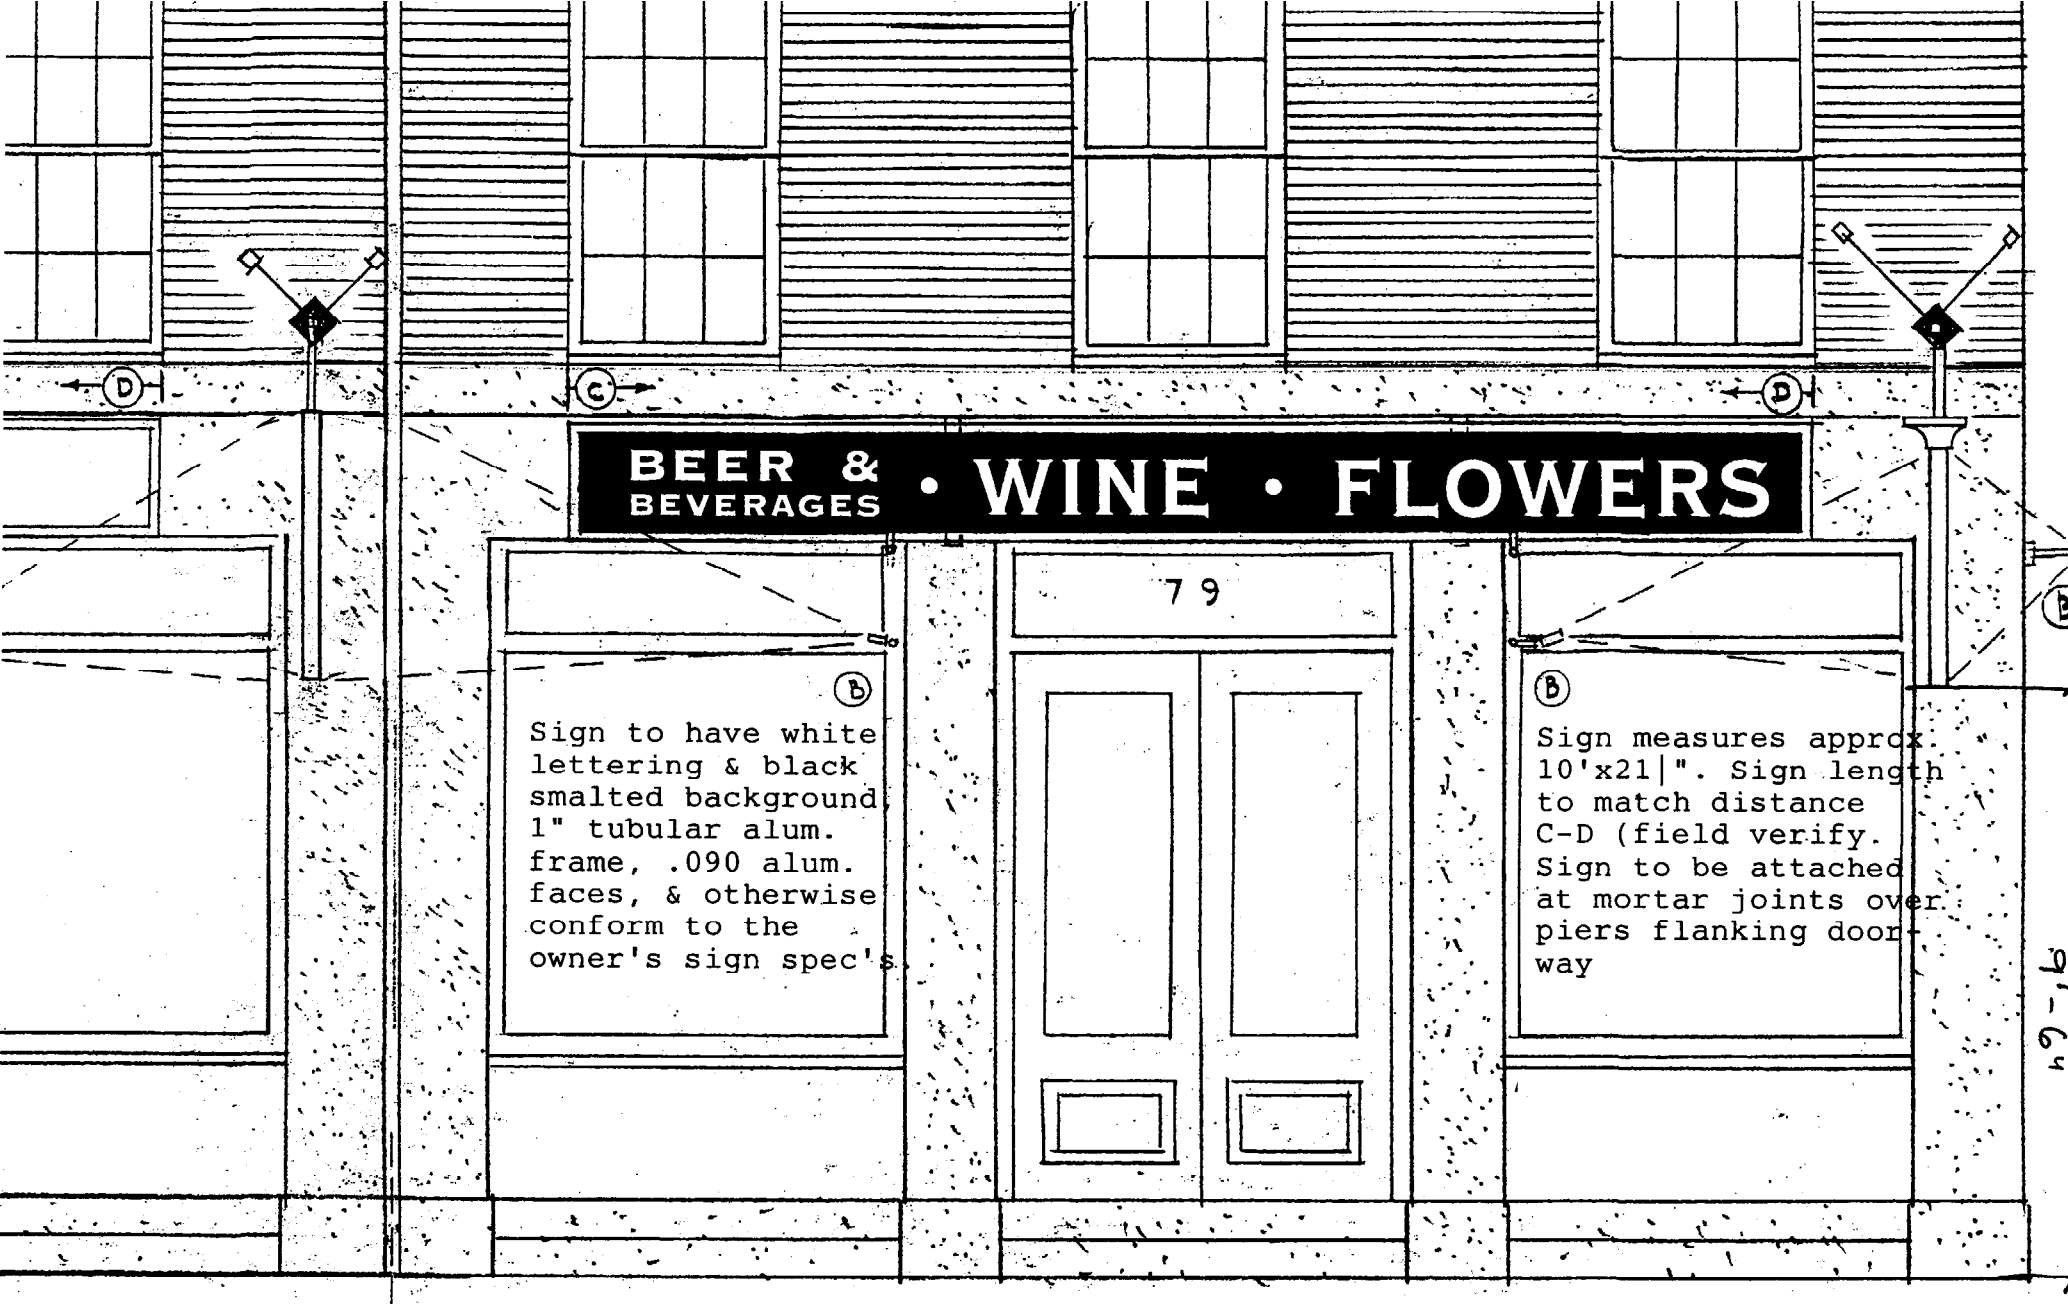 D
C
D
BEER & • WINE • FLOWERS
BEVERAGES
79
B
B
Sign to have white
lettering & black
smalted background,
1" tubular alum.
frame, .090 alum.
faces, & otherwise
conform to the
owner's sign spec's.
Sign measures approx.
10'x21|". Sign length
to match distance
C-D (field verify.
Sign to be attached
at mortar joints over
piers flanking door-
way